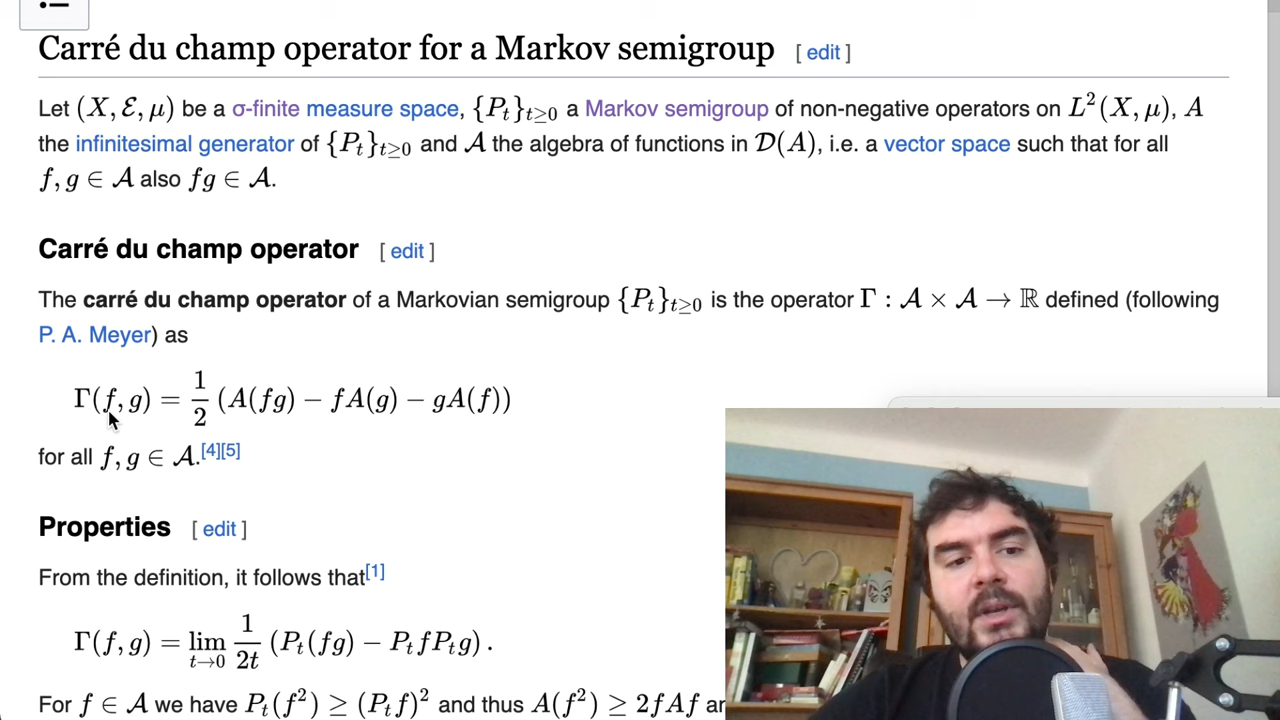 Carré du champ operator for a Markov semigroup [ edit ]
Let (X, ℰ, μ) be a σ-finite measure space, {P_t}_{t≥0} a Markov semigroup of non-negative operators on L²(X, μ), A
the infinitesimal generator of {P_t}_{t≥0} and 𝒜 the algebra of functions in 𝒟(A), i.e. a vector space such that for all
f, g ∈ 𝒜 also fg ∈ 𝒜.
Carré du champ operator [ edit ]
The carré du champ operator of a Markovian semigroup {P_t}_{t≥0} is the operator Γ : 𝒜 × 𝒜 → ℝ defined (following
P. A. Meyer) as
Γ(f, g) = 1/2 (A(fg) − fA(g) − gA(f))
for all f, g ∈ 𝒜.[4][5]
Properties [ edit ]
From the definition, it follows that[1]
Γ(f, g) = lim_{t→0} 1/2t (P_t(fg) − P_t f P_t g) .
For f ∈ 𝒜 we have P_t(f²) ≥ (P_t f)² and thus A(f²) ≥ 2fAf